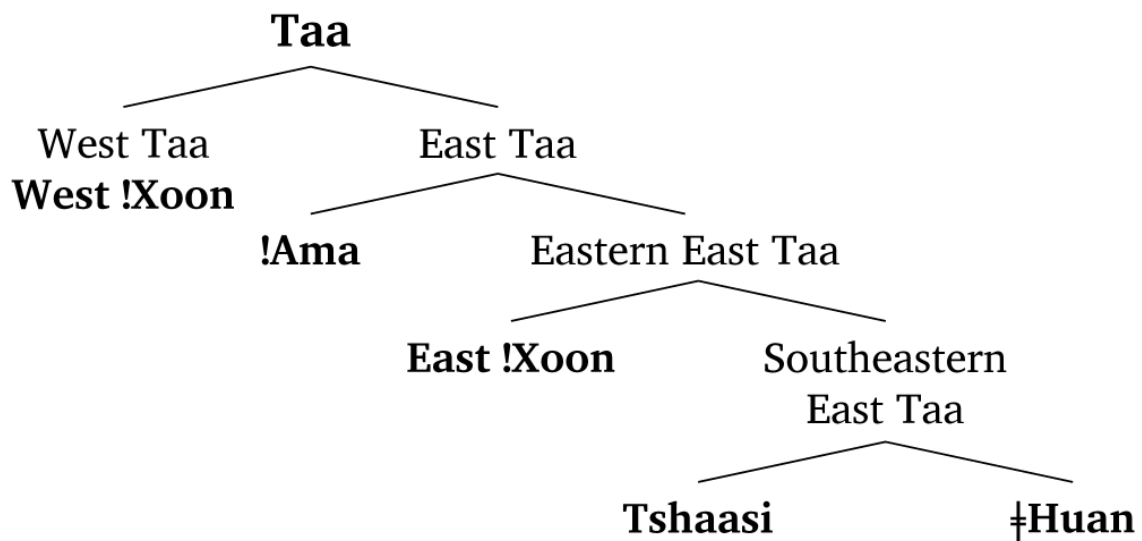 Taa
West Taa
East Taa
West !Xoon
!Ama
Eastern East Taa
East !Xoon
Southeastern
East Taa
Tshaasi
ǂHuan